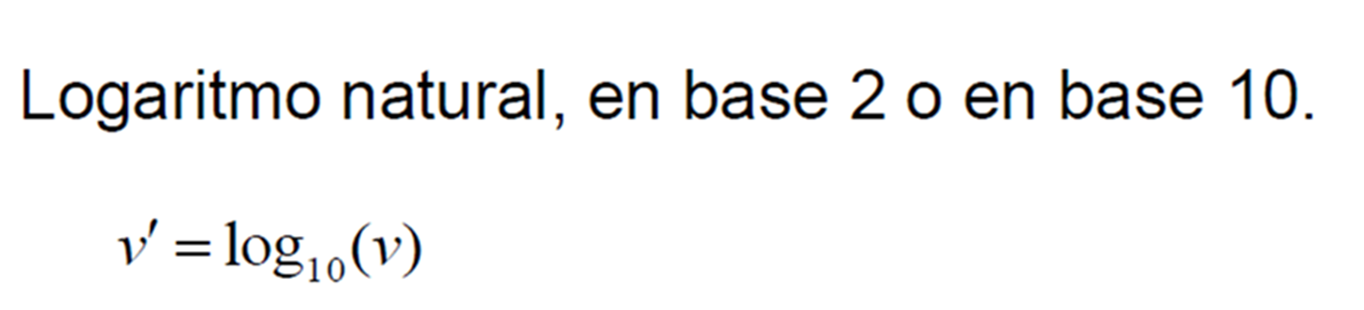 Logaritmo natural, en base 2 o en base 10.
v′ = log₁₀(v)